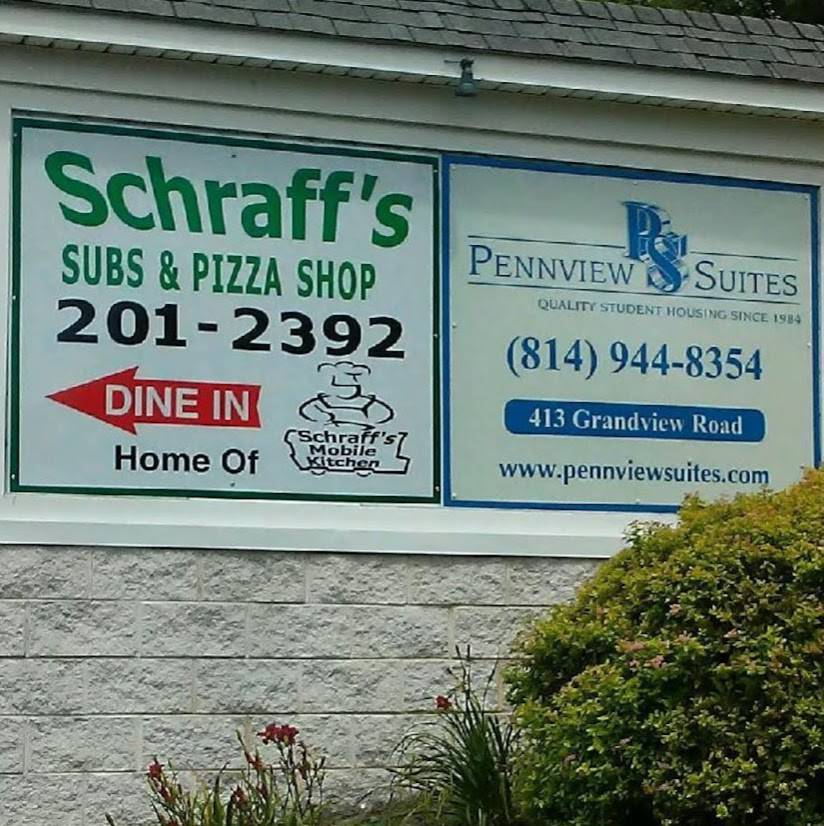 Schraff's
SUBS & PIZZA SHOP
201-2392
DINE IN
Home Of
Schraff's
Mobile
Kitchen
PS
PENNVIEW SUITES
QUALITY STUDENT HOUSING SINCE 1984
(814) 944-8354
413 Grandview Road
www.pennviewsuites.com